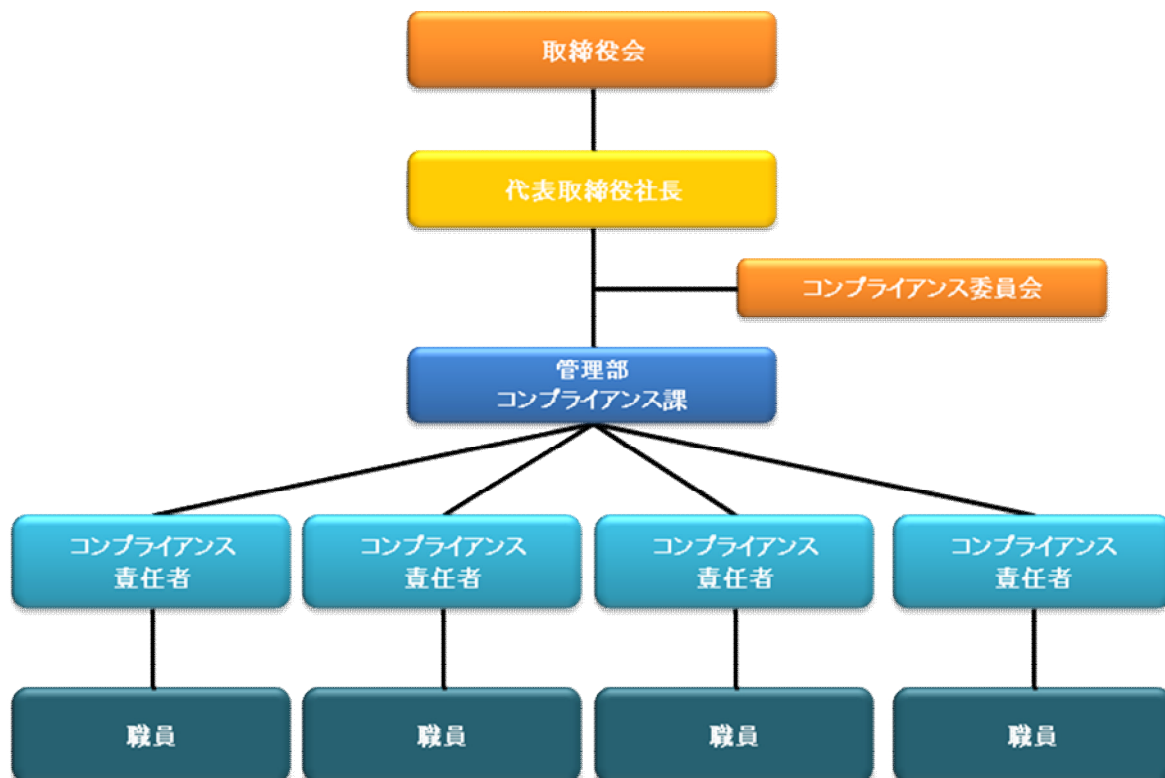 取締役会
代表取締役社長
コンプライアンス委員会
管理部
コンプライアンス課
コンプライアンス
責任者
コンプライアンス
責任者
コンプライアンス
責任者
コンプライアンス
責任者
職員
職員
職員
職員